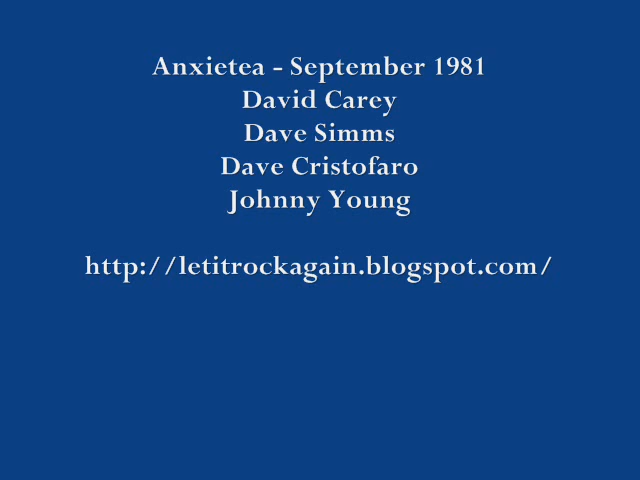 Anxietea - September 1981
David Carey
Dave Simms
Dave Cristofaro
Johnny Young
http://letitrockagain.blogspot.com/